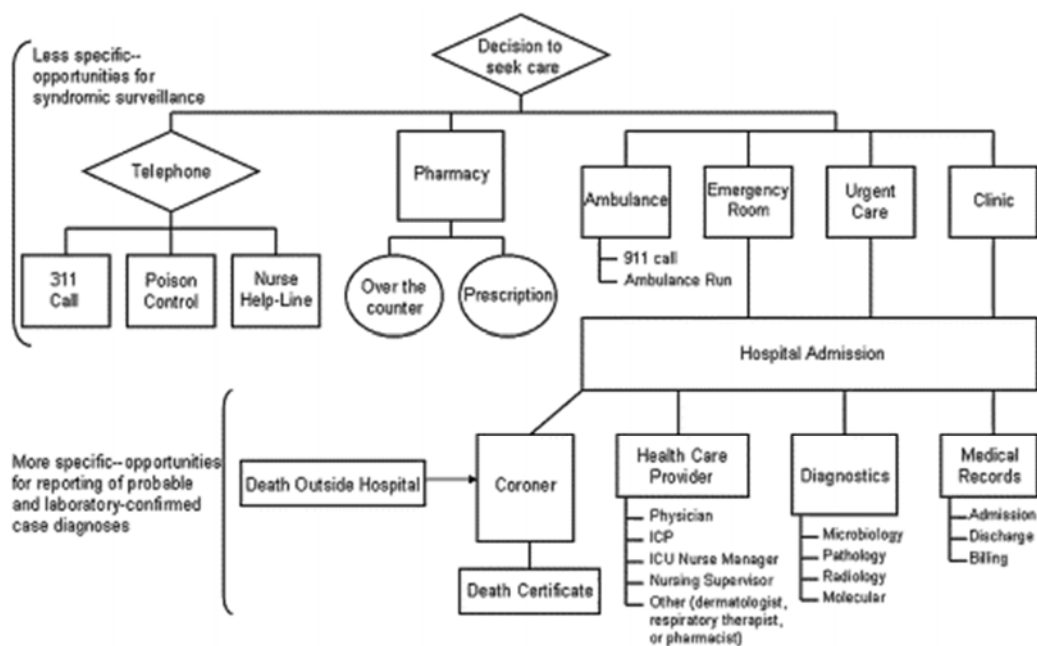 Decision to
seek care
Less specific--
opportunities for
syndromic surveillance
Telephone
Pharmacy
Ambulance
Emergency
Room
Urgent
Care
Clinic
911 call
Ambulance Run
311
Call
Poison
Control
Nurse
Help-Line
Over the
counter
Prescription
Hospital Admission
More specific--opportunities
for reporting of probable
and laboratory-confirmed
case diagnoses
Death Outside Hospital
Coroner
Death Certificate
Health Care
Provider
Physician
ICP
ICU Nurse Manager
Nursing Supervisor
Other (dermatologist,
respiratory therapist,
or pharmacist)
Diagnostics
Microbiology
Pathology
Radiology
Molecular
Medical
Records
Admission
Discharge
Billing